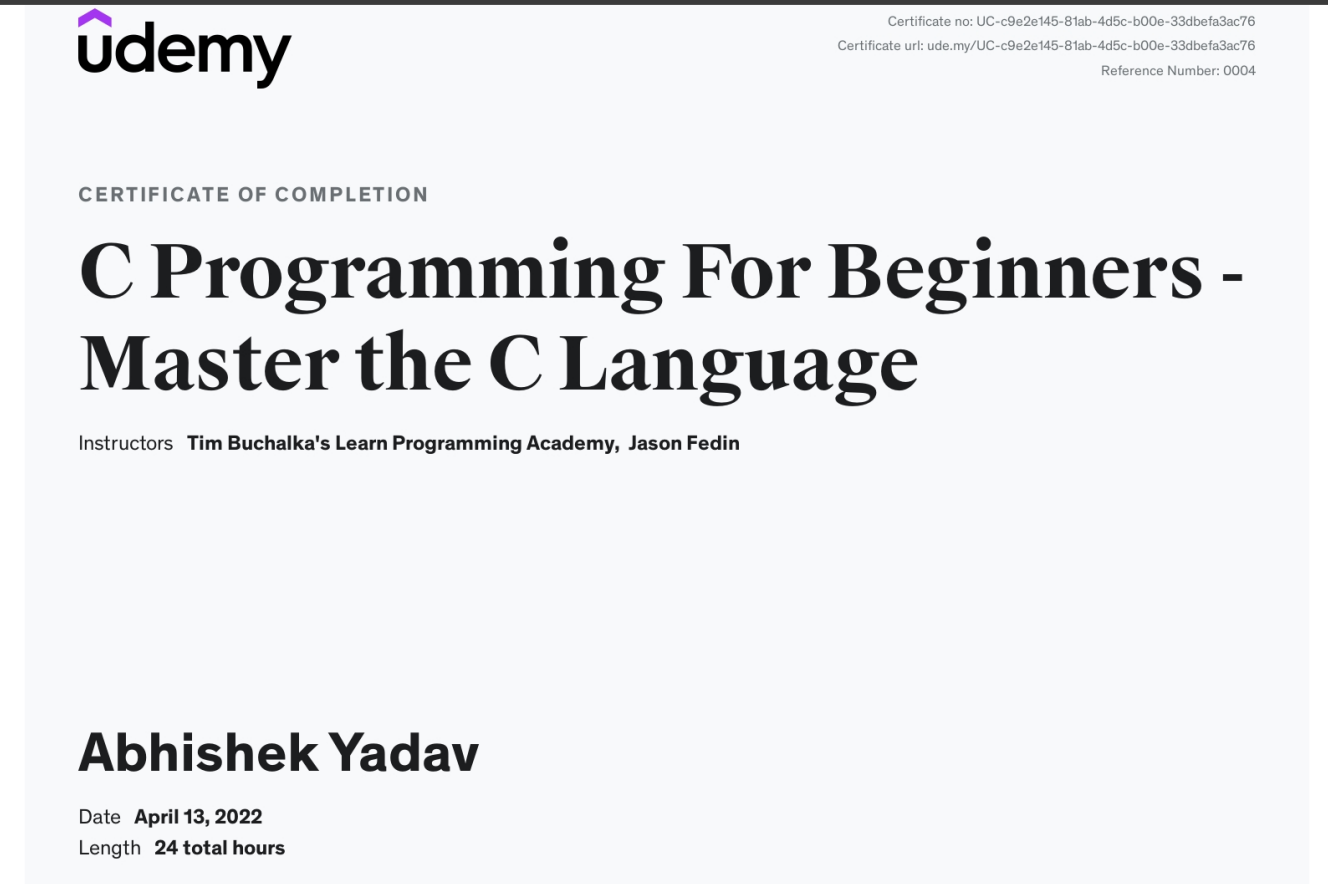 udemy
Certificate no: UC-c9e2e145-81ab-4d5c-b00e-33dbefa3ac76
Certificate url: ude.my/UC-c9e2e145-81ab-4d5c-b00e-33dbefa3ac76
Reference Number: 0004
CERTIFICATE OF COMPLETION
C Programming For Beginners -
Master the C Language
Instructors Tim Buchalka's Learn Programming Academy, Jason Fedin
Abhishek Yadav
Date April 13, 2022
Length 24 total hours